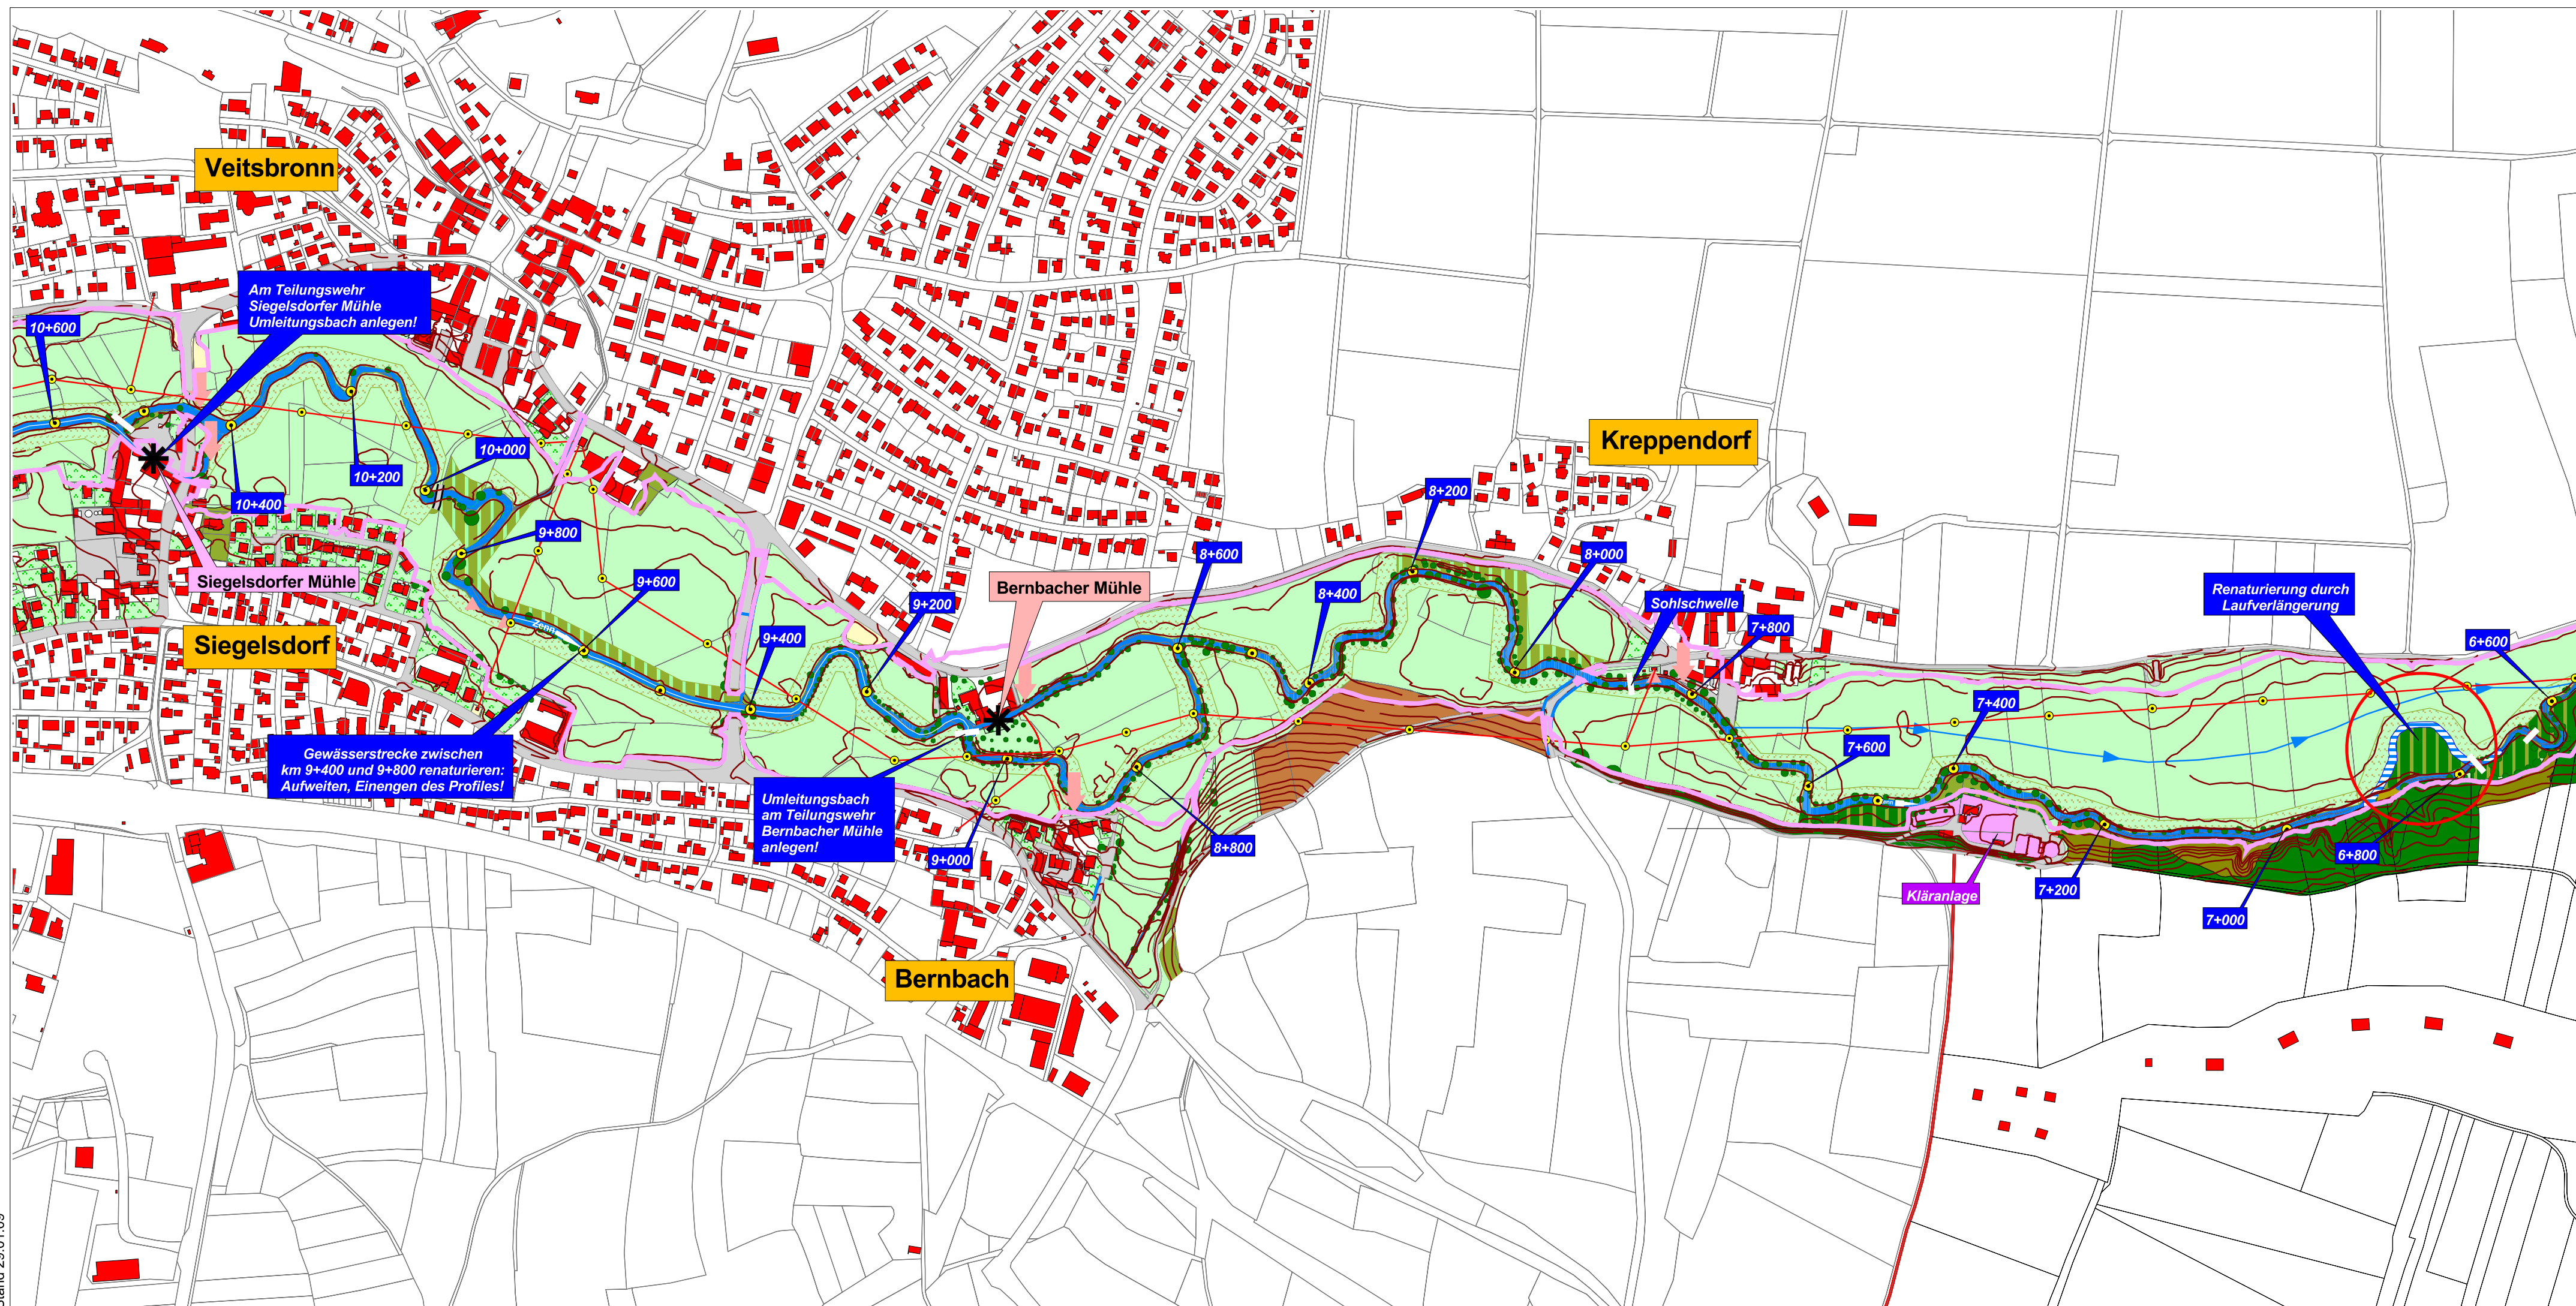 Veitsbronn
Am Teilungswehr
Siegelsdorfer Mühle
Umleitungsbach anlegen!
10+600
10+400
10+200
10+000
9+800
9+600
Siegelsdorfer Mühle
Siegelsdorf
Zenn
Gewässerstrecke zwischen
km 9+400 und 9+800 renaturieren:
Aufweiten, Einengen des Profiles!
9+400
9+200
Bernbacher Mühle
Umleitungsbach
am Teilungswehr
Bernbacher Mühle
anlegen!
9+000
Bernbach
8+800
8+600
8+400
8+200
Kreppendorf
8+000
Sohlschwelle
7+800
7+600
7+400
Kläranlage
7+200
7+000
Renaturierung durch
Laufverlängerung
6+800
6+600
Stand 29.01.09